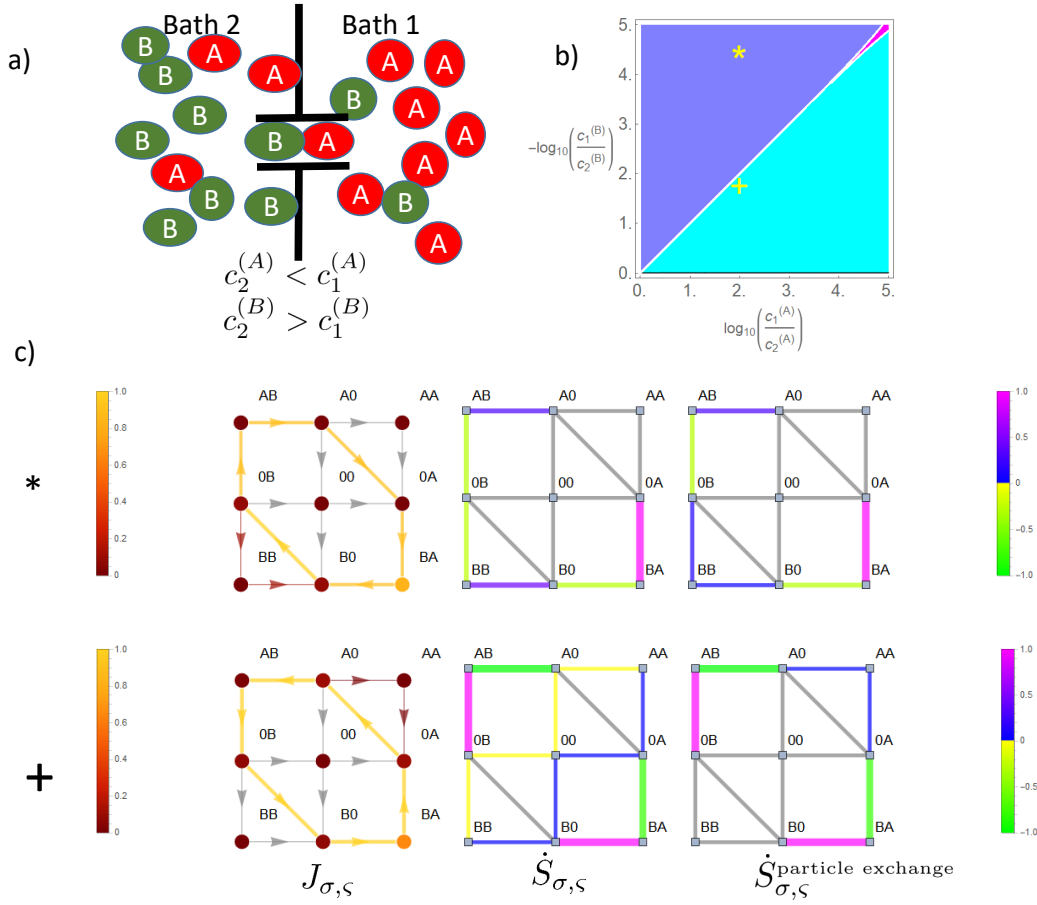 a)
Bath 2
Bath 1
B
A
B
A
A
A
B
B
A
B
B
A
A
A
A
B
A
B
B
B
A
A
c_2^{(A)} < c_1^{(A)}
c_2^{(B)} > c_1^{(B)}
b)
-log10(c_1^{(B)}/c_2^{(B)})
5.
4.
3.
2.
1.
0.
*
+
0. 1. 2. 3. 4. 5.
log10(c_1^{(A)}/c_2^{(A)})
c)
*
1.0
0.8
0.6
0.4
0.2
0
AB A0 AA
0B 00 0A
BB B0 BA
AB A0 AA
0B 00 0A
BB B0 BA
AB A0 AA
0B 00 0A
BB B0 BA
1.0
0.5
0
-0.5
-1.0
+
1.0
0.8
0.6
0.4
0.2
0
AB A0 AA
0B 00 0A
BB B0 BA
AB A0 AA
0B 00 0A
BB B0 BA
AB A0 AA
0B 00 0A
BB B0 BA
1.0
0.5
0
-0.5
-1.0
J_{σ,ς}
Ṡ_{σ,ς}
Ṡ_{σ,ς}^{particle exchange}